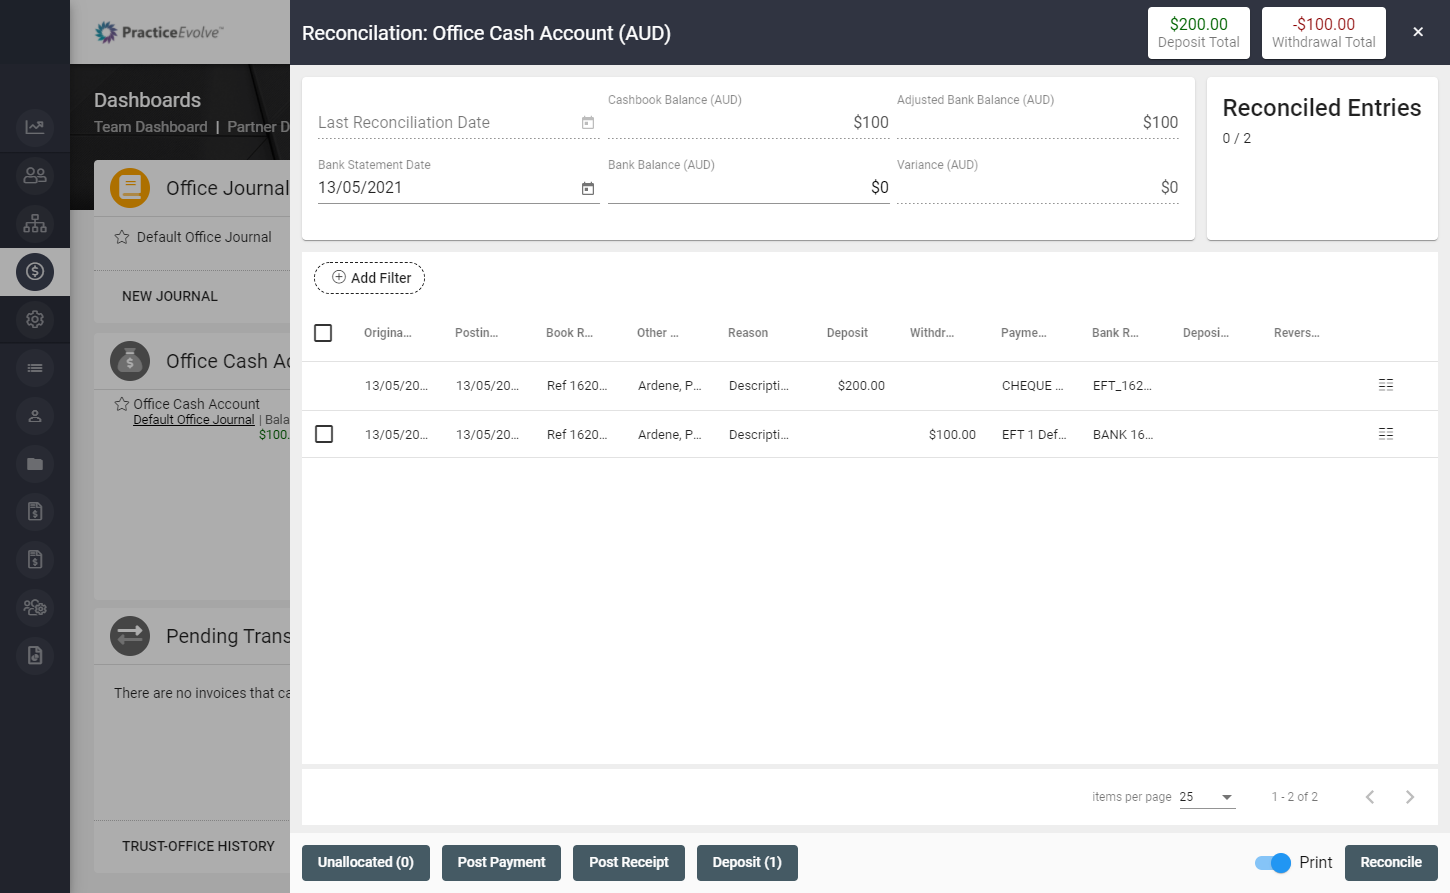 PracticeEvolve™
Reconcilation: Office Cash Account (AUD)
$200.00
Deposit Total
-$100.00
Withdrawal Total
Dashboards
Team Dashboard | Partner D
Office Journal
Default Office Journal
NEW JOURNAL
Office Cash Ac
Office Cash Account
Default Office Journal | Bala
$100.
Pending Trans
There are no invoices that ca
TRUST-OFFICE HISTORY
Last Reconciliation Date
Cashbook Balance (AUD)
$100
Adjusted Bank Balance (AUD)
$100
Bank Statement Date
13/05/2021
Bank Balance (AUD)
$0
Variance (AUD)
$0
Reconciled Entries
0 / 2
Add Filter
Origina... Postin... Book R... Other ... Reason Deposit Withdr... Payme... Bank R... Deposi... Revers...
13/05/20... 13/05/20... Ref 1620... Ardene, P... Descripti... $200.00 CHEQUE ... EFT_162...
13/05/20... 13/05/20... Ref 1620... Ardene, P... Descripti... $100.00 EFT 1 Def... BANK 16...
items per page 25 1 - 2 of 2
Unallocated (0) Post Payment Post Receipt Deposit (1) Print Reconcile